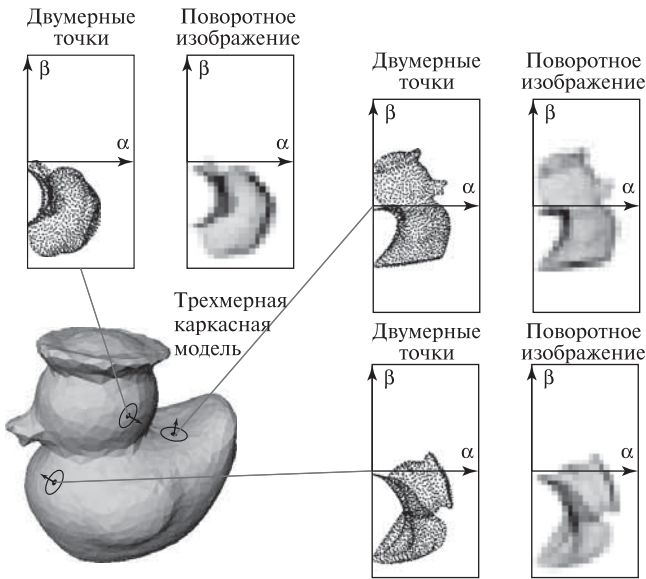 Двумерные
точки
Поворотное
изображение
β
α
β
α
Двумерные
точки
Поворотное
изображение
β
α
β
α
Трехмерная
каркасная
модель
Двумерные
точки
Поворотное
изображение
β
α
β
α